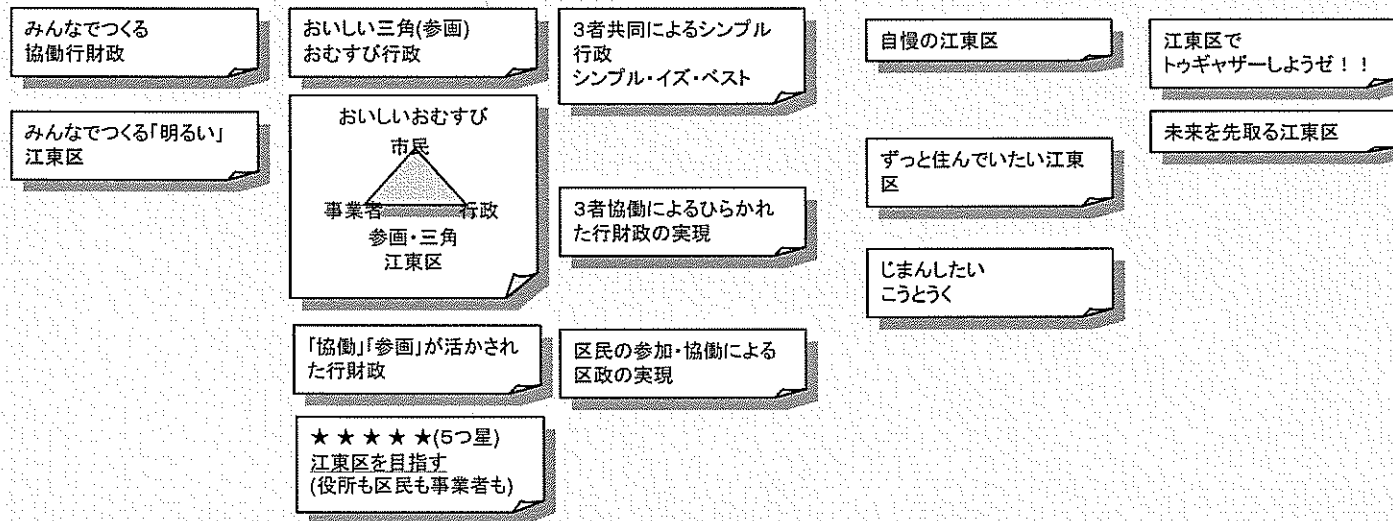 みんなでつくる
協働行財政
みんなでつくる「明るい」
江東区
おいしい三角(参画)
おむすび行政
おいしいおむすび
市民
事業者 行政
参画・三角
江東区
「協働」「参画」が活かされ
た行財政
★★★★★(5つ星)
江東区を目指す
(役所も区民も事業者も)
3者共同によるシンプル
行政
シンプル・イズ・ベスト
3者協働によるひらかれ
た行財政の実現
区民の参加・協働による
区政の実現
自慢の江東区
ずっと住んでいたい江東
区
じまんしたい
こうとうく
江東区で
トゥギャザーしようゼ！！
未来を先取る江東区